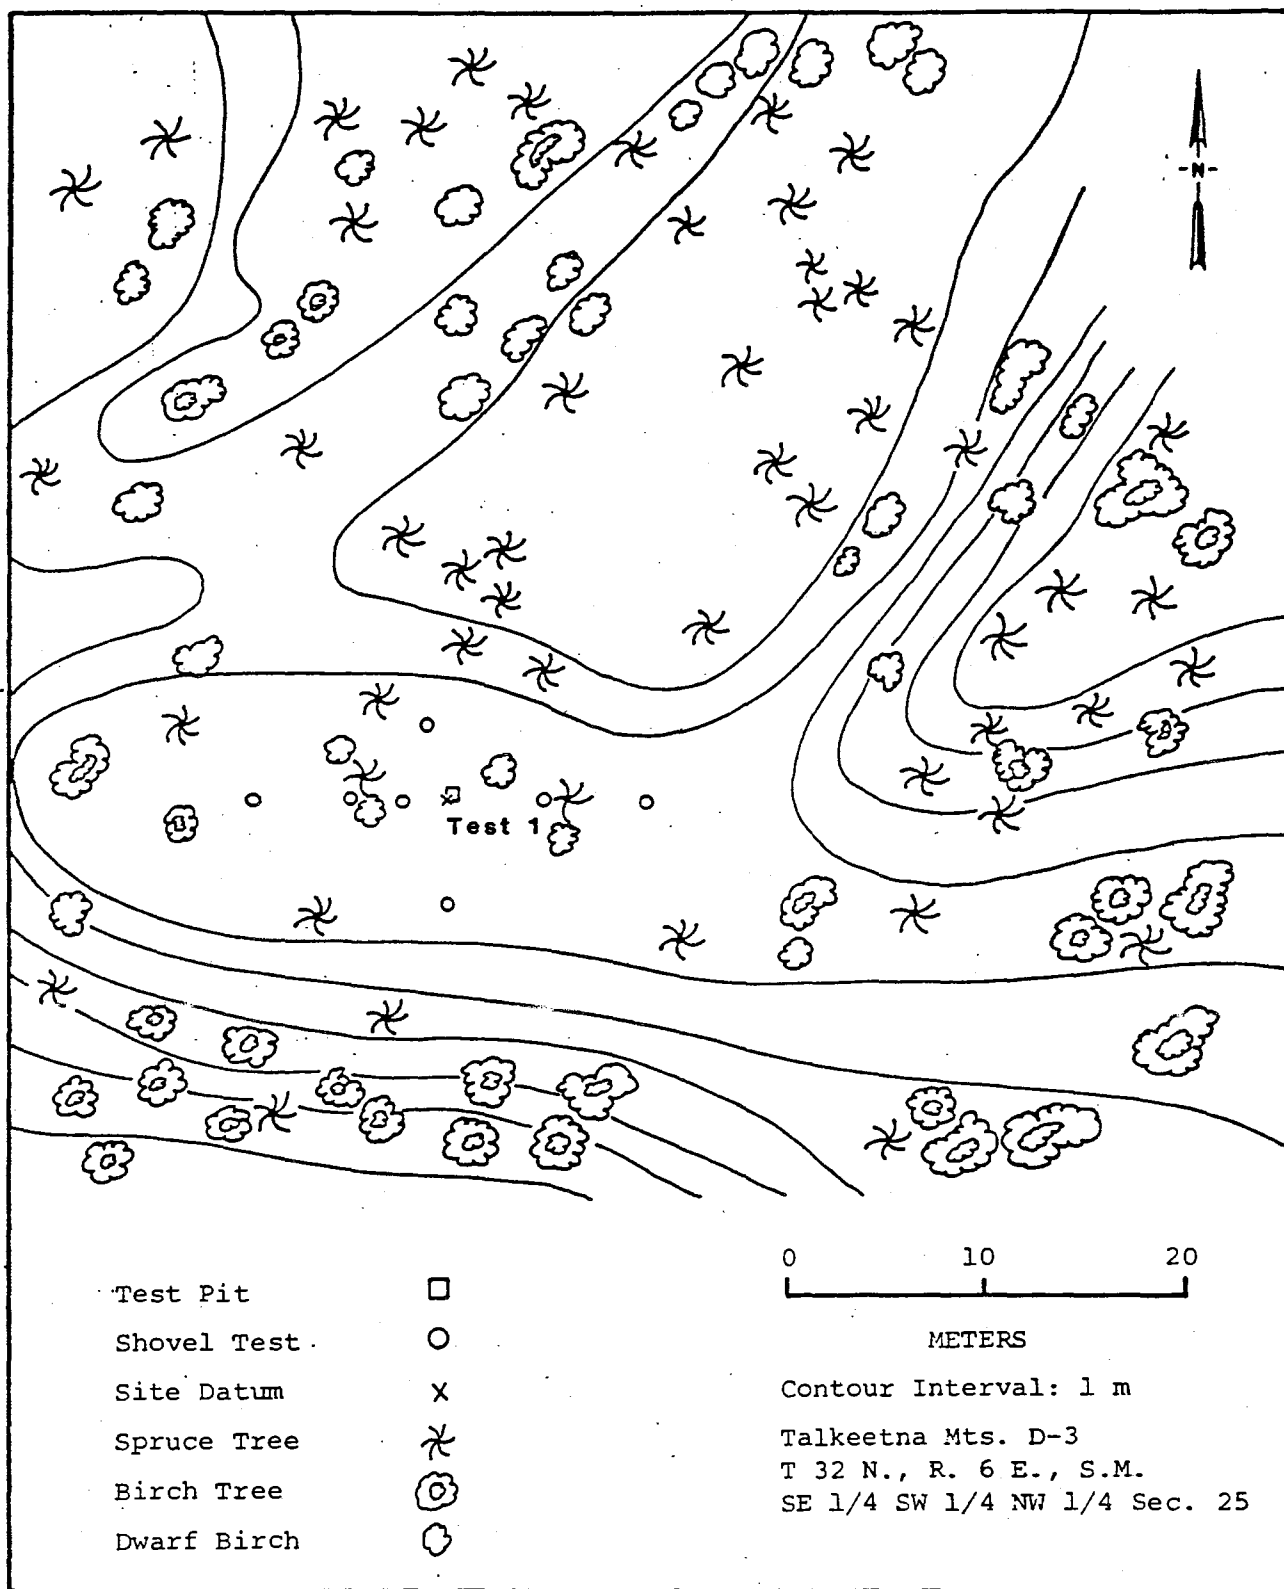 -N-
Test 1
0 10 20
METERS
Contour Interval: 1 m
Talkeetna Mts. D-3
T 32 N., R. 6 E., S.M.
SE 1/4 SW 1/4 NW 1/4 Sec. 25
Test Pit
Shovel Test
Site Datum
Spruce Tree
Birch Tree
Dwarf Birch